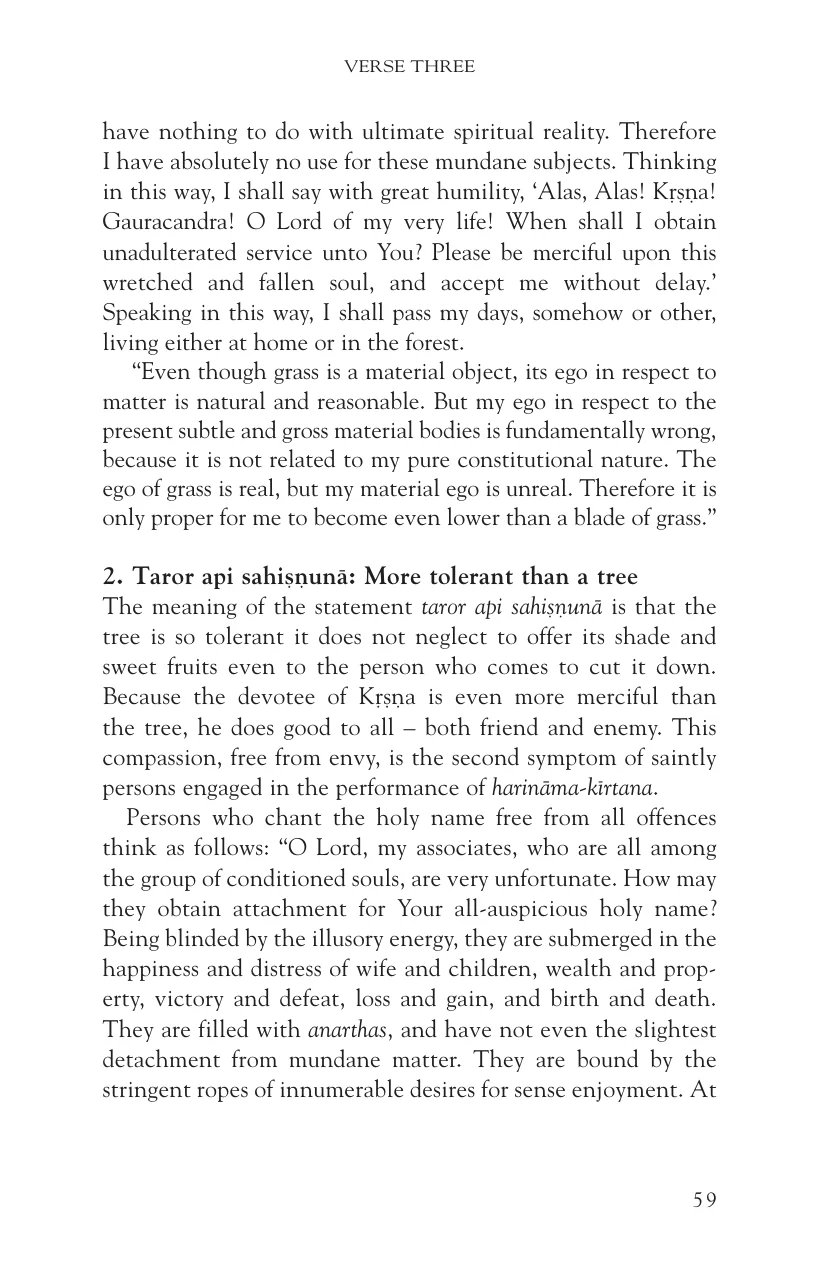 VERSE THREE
have nothing to do with ultimate spiritual reality. Therefore
I have absolutely no use for these mundane subjects. Thinking
in this way, I shall say with great humility, ‘Alas, Alas! Kṛṣṇa!
Gauracandra! O Lord of my very life! When shall I obtain
unadulterated service unto You? Please be merciful upon this
wretched and fallen soul, and accept me without delay.’
Speaking in this way, I shall pass my days, somehow or other,
living either at home or in the forest.
“Even though grass is a material object, its ego in respect to
matter is natural and reasonable. But my ego in respect to the
present subtle and gross material bodies is fundamentally wrong,
because it is not related to my pure constitutional nature. The
ego of grass is real, but my material ego is unreal. Therefore it is
only proper for me to become even lower than a blade of grass.”
2. Taror api sahiṣṇunā: More tolerant than a tree
The meaning of the statement taror api sahiṣṇunā is that the
tree is so tolerant it does not neglect to offer its shade and
sweet fruits even to the person who comes to cut it down.
Because the devotee of Kṛṣṇa is even more merciful than
the tree, he does good to all – both friend and enemy. This
compassion, free from envy, is the second symptom of saintly
persons engaged in the performance of harināma-kīrtana.
Persons who chant the holy name free from all offences
think as follows: “O Lord, my associates, who are all among
the group of conditioned souls, are very unfortunate. How may
they obtain attachment for Your all-auspicious holy name?
Being blinded by the illusory energy, they are submerged in the
happiness and distress of wife and children, wealth and prop-
erty, victory and defeat, loss and gain, and birth and death.
They are filled with anarthas, and have not even the slightest
detachment from mundane matter. They are bound by the
stringent ropes of innumerable desires for sense enjoyment. At
59